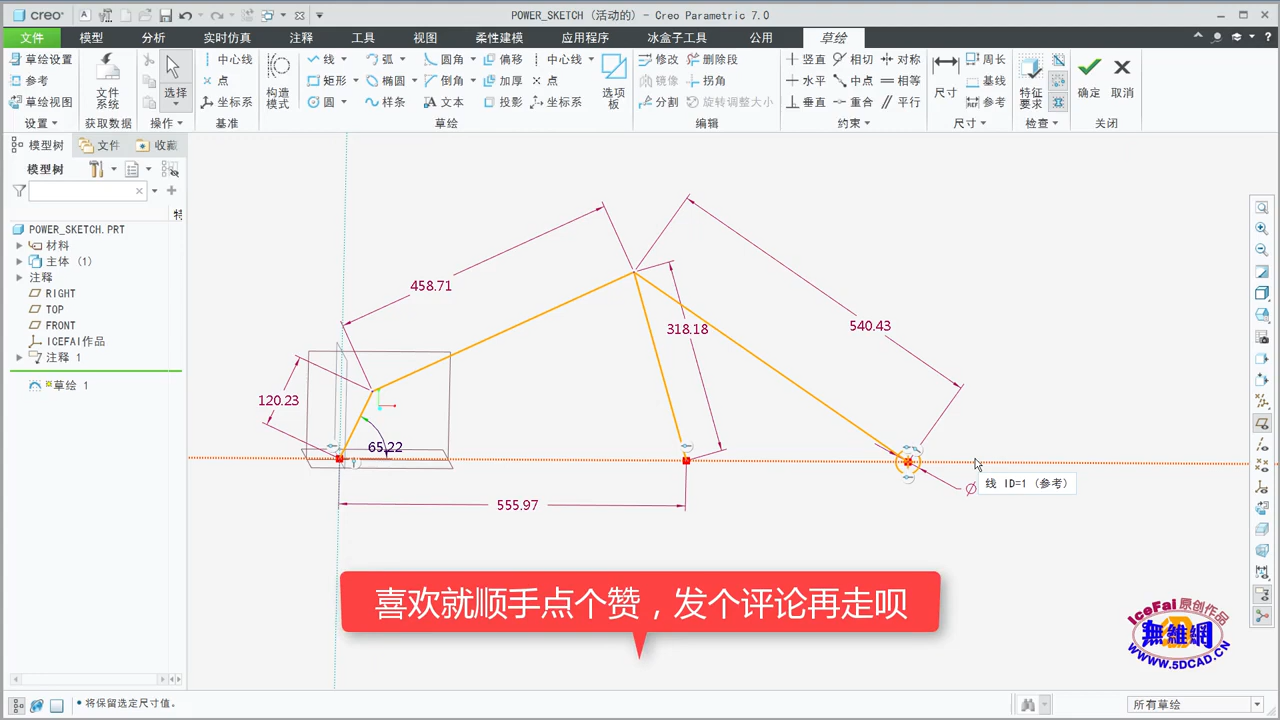 creo
POWER_SKETCH (活动的) - Creo Parametric 7.0
文件
模型
分析
实时仿真
注释
工具
视图
柔性建模
应用程序
冰盒子工具
公用
草绘
草绘设置
参考
草绘视图
设置
文件系统
获取数据
选择
操作
中心线
点
坐标系
基准
构造模式
线
弧
圆角
偏移
中心线
矩形
椭圆
倒角
加厚
点
圆
样条
文本
投影
坐标系
选项板
草绘
修改
删除段
镜像
拐角
分割
旋转调整大小
编辑
竖直
相切
对称
水平
中点
相等
垂直
重合
平行
约束
尺寸
周长
基线
参考
尺寸
特征要求
检查
确定
取消
关闭
模型树
文件
收藏
模型树
特
POWER_SKETCH.PRT
材料
主体 (1)
注释
RIGHT
TOP
FRONT
ICEFAI作品
注释 1
草绘 1
458.71
540.43
318.18
120.23
65.22
555.97
线 ID=1 (参考)
喜欢就顺手点个赞，发个评论再走呗
IceFai原创作品
無維網
WWW.5DCAD.CN
将保留选定尺寸值。
所有草绘